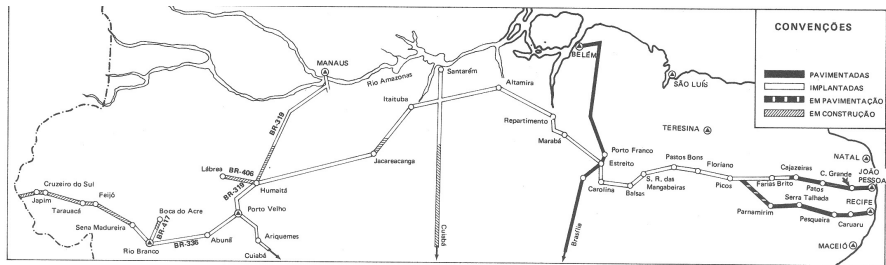 CONVENÇÕES
PAVIMENTADAS
IMPLANTADAS
EM PAVIMENTAÇÃO
EM CONSTRUÇÃO
MANAUS
Rio Amazonas
Santarém
BELÉM
SÃO LUÍS
Altamira
Itaituba
BR-319
Repartimento
Marabá
TERESINA
Jacareacanga
Porto Franco
Estreito
Pastos Bons
Floriano
Cajazeiras
C. Grande
NATAL
JOÃO
PESSOA
Lábrea
BR-406
BR-319
Humaitá
Carolina
Balsas
S. R. das
Mangabeiras
Picos
Farias Brito
Patos
RECIFE
Cruzeiro do Sul
Japim
Tarauacá
Feijó
Boca do Acre
BR-417
Porto Velho
Serra Talhada
Parnamirim
Pesqueira
Caruaru
Sena Madureira
Rio Branco
BR-336
Abunã
Ariquemes
Cuiabá
Cuiabá
Brasília
MACEIÓ